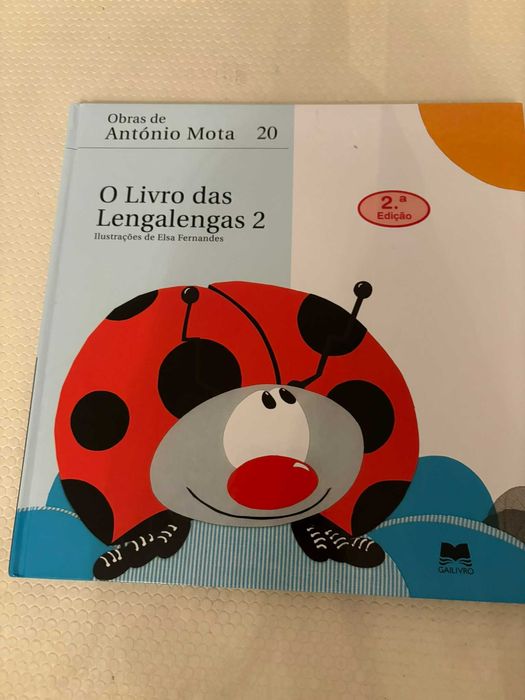 Obras de
António Mota 20
O Livro das
Lengalengas 2
Ilustrações de Elsa Fernandes
2.ª
Edição
GAILIVRO